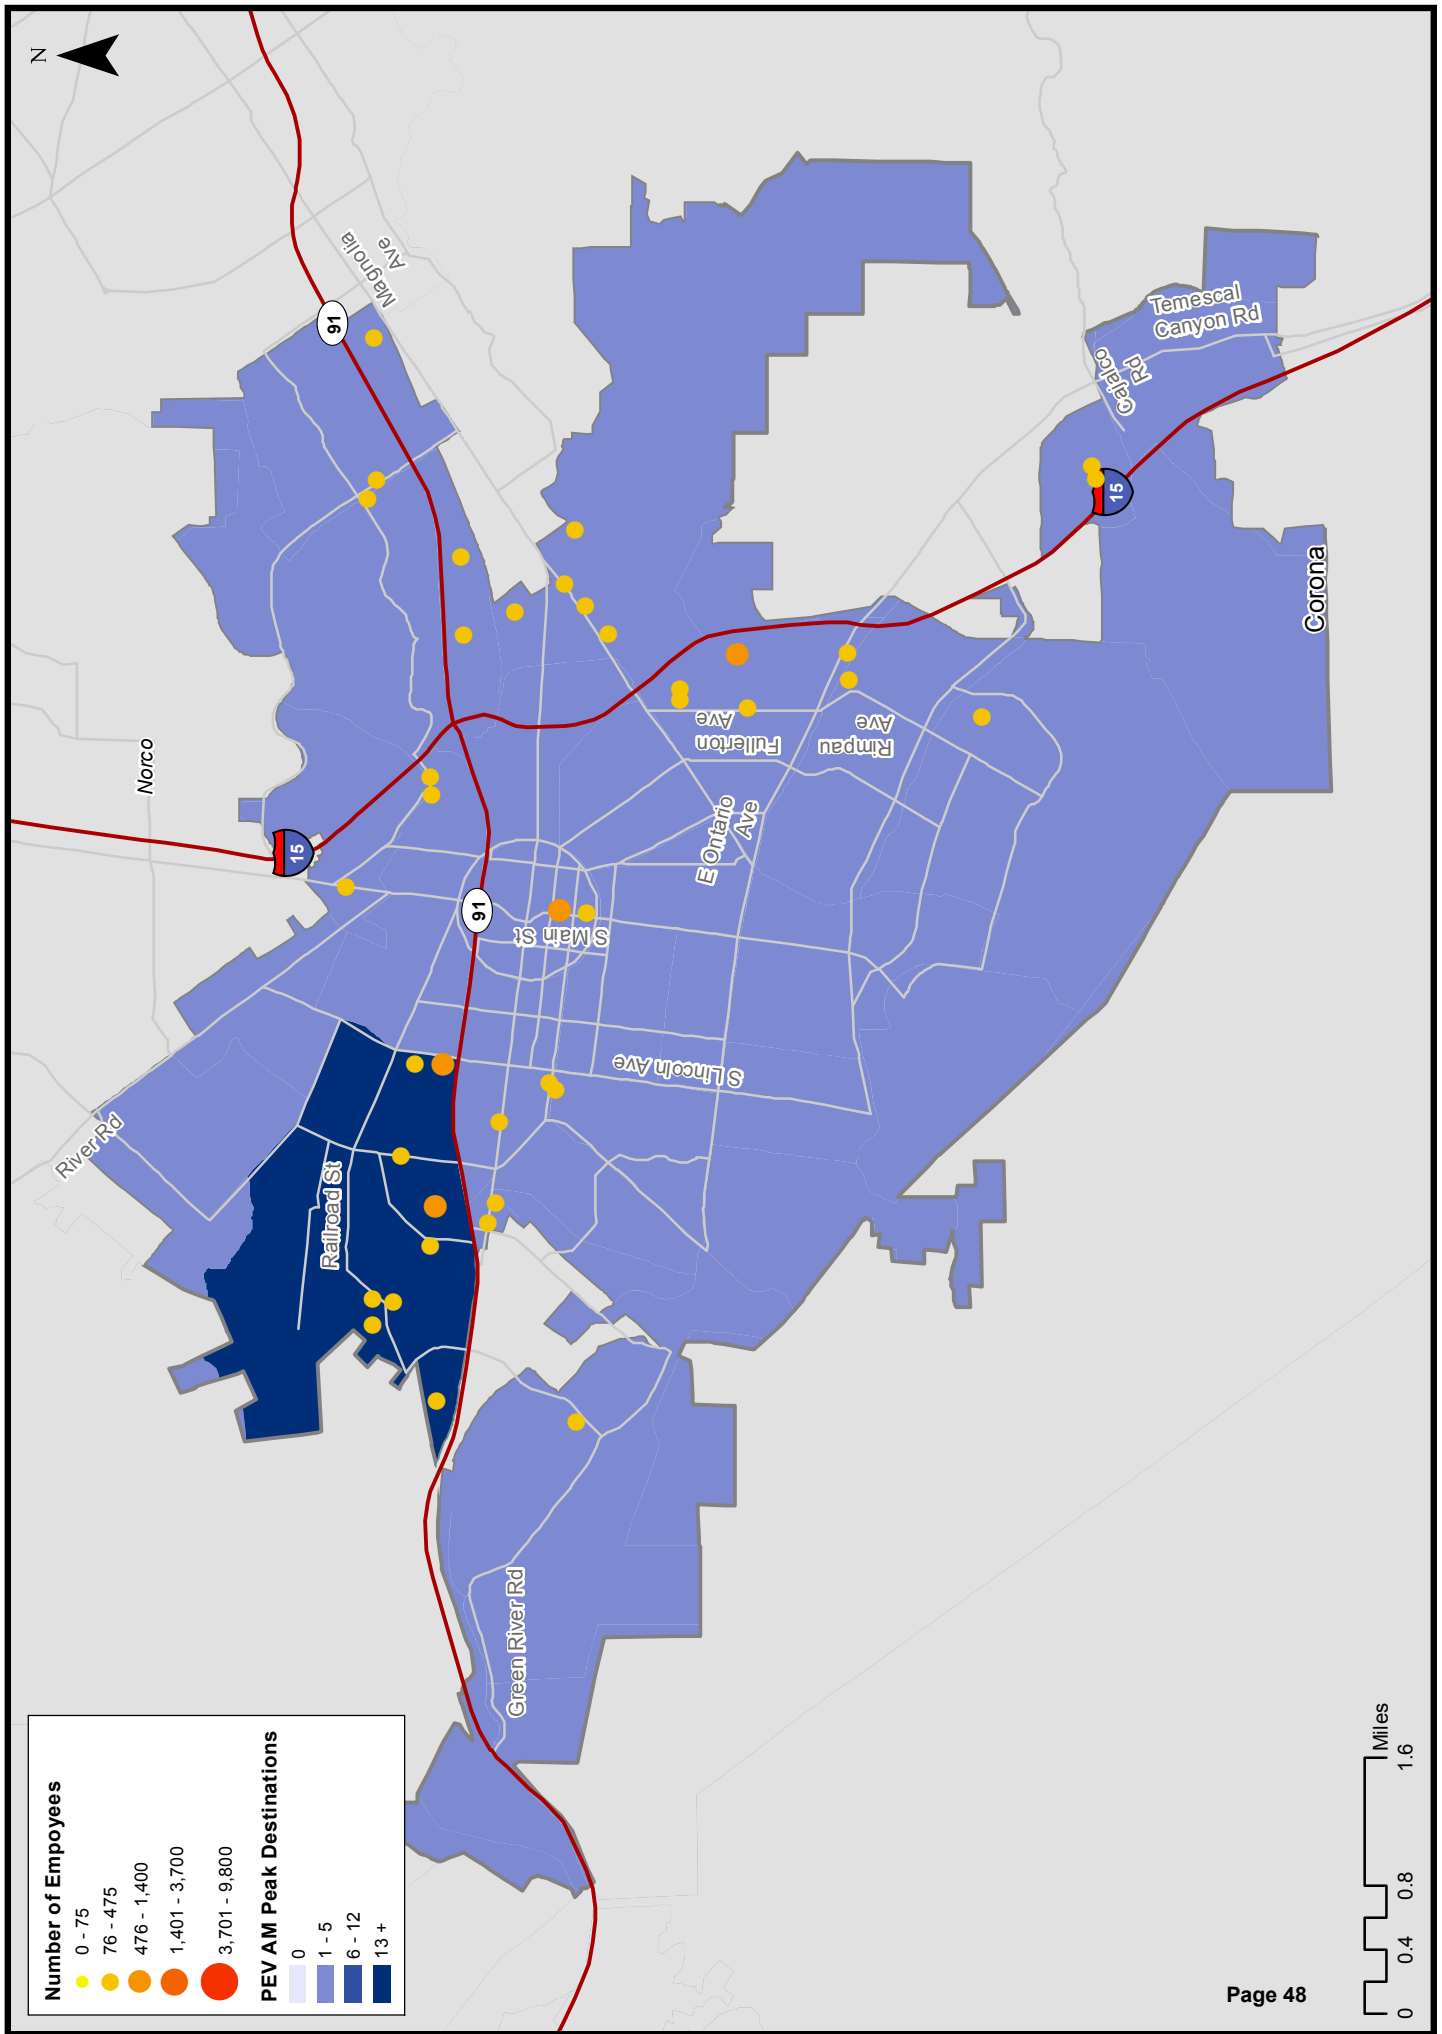 Number of Empoyees
0 - 75
76 - 475
476 - 1,400
1,401 - 3,700
3,701 - 9,800
PEV AM Peak Destinations
0
1 - 5
6 - 12
13 +
N
Norco
River Rd
Railroad St
Green River Rd
91
15
91
Magnolia
Ave
S Main St
S Lincoln Ave
E Ontario
Ave
Fullerton
Ave
Rimpau
Ave
Cajalco
Rd
Temescal
Canyon Rd
15
Corona
Page 48
0 0.4 0.8 1.6
Miles